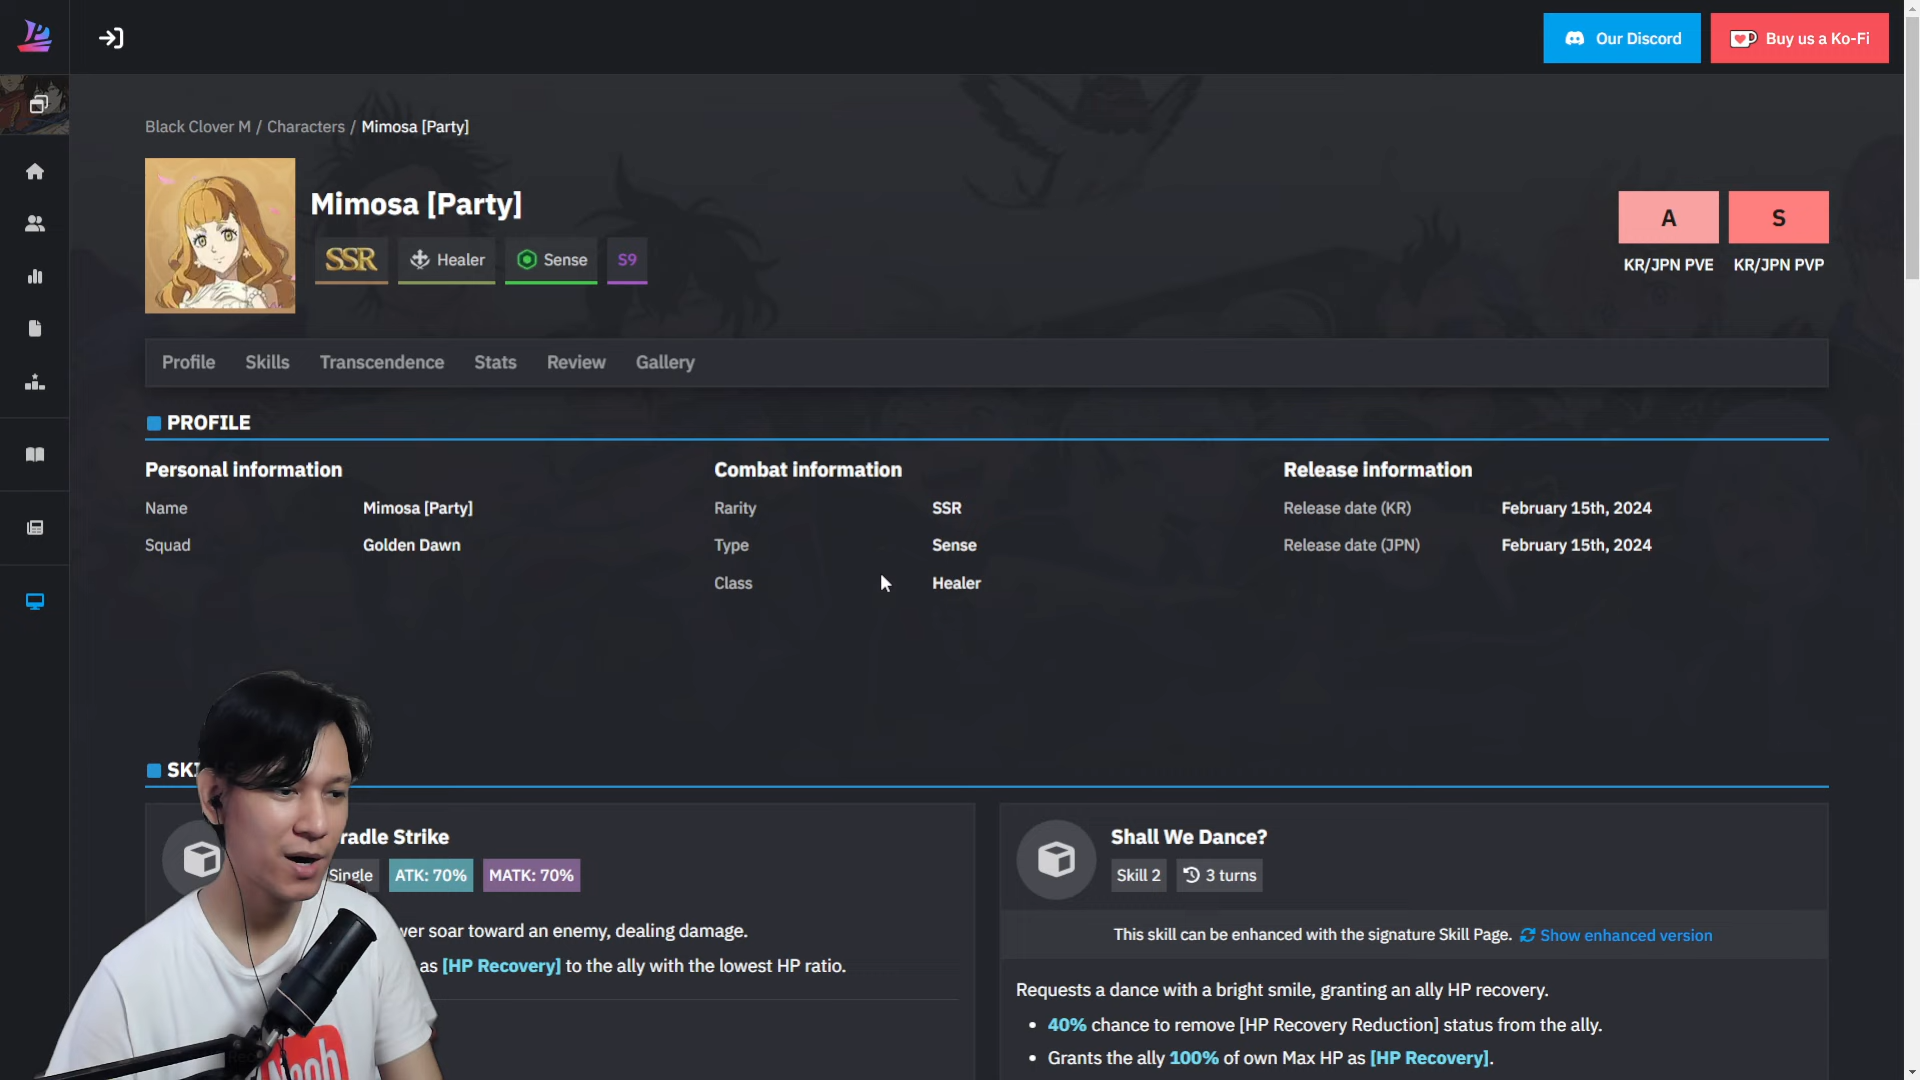 Our Discord
Buy us a Ko-Fi
Black Clover M / Characters / Mimosa [Party]
Mimosa [Party]
SSR
Healer
Sense
S9
A
S
KR/JPN PVE
KR/JPN PVP
Profile
Skills
Transcendence
Stats
Review
Gallery
PROFILE
Personal information
Name
Mimosa [Party]
Squad
Golden Dawn
Combat information
Rarity
SSR
Type
Sense
Class
Healer
Release information
Release date (KR)
February 15th, 2024
Release date (JPN)
February 15th, 2024
radle Strike
Single
ATK: 70%
MATK: 70%
wer soar toward an enemy, dealing damage.
as [HP Recovery] to the ally with the lowest HP ratio.
Shall We Dance?
Skill 2
3 turns
This skill can be enhanced with the signature Skill Page. Show enhanced version
Requests a dance with a bright smile, granting an ally HP recovery.
• 40% chance to remove [HP Recovery Reduction] status from the ally.
• Grants the ally 100% of own Max HP as [HP Recovery].